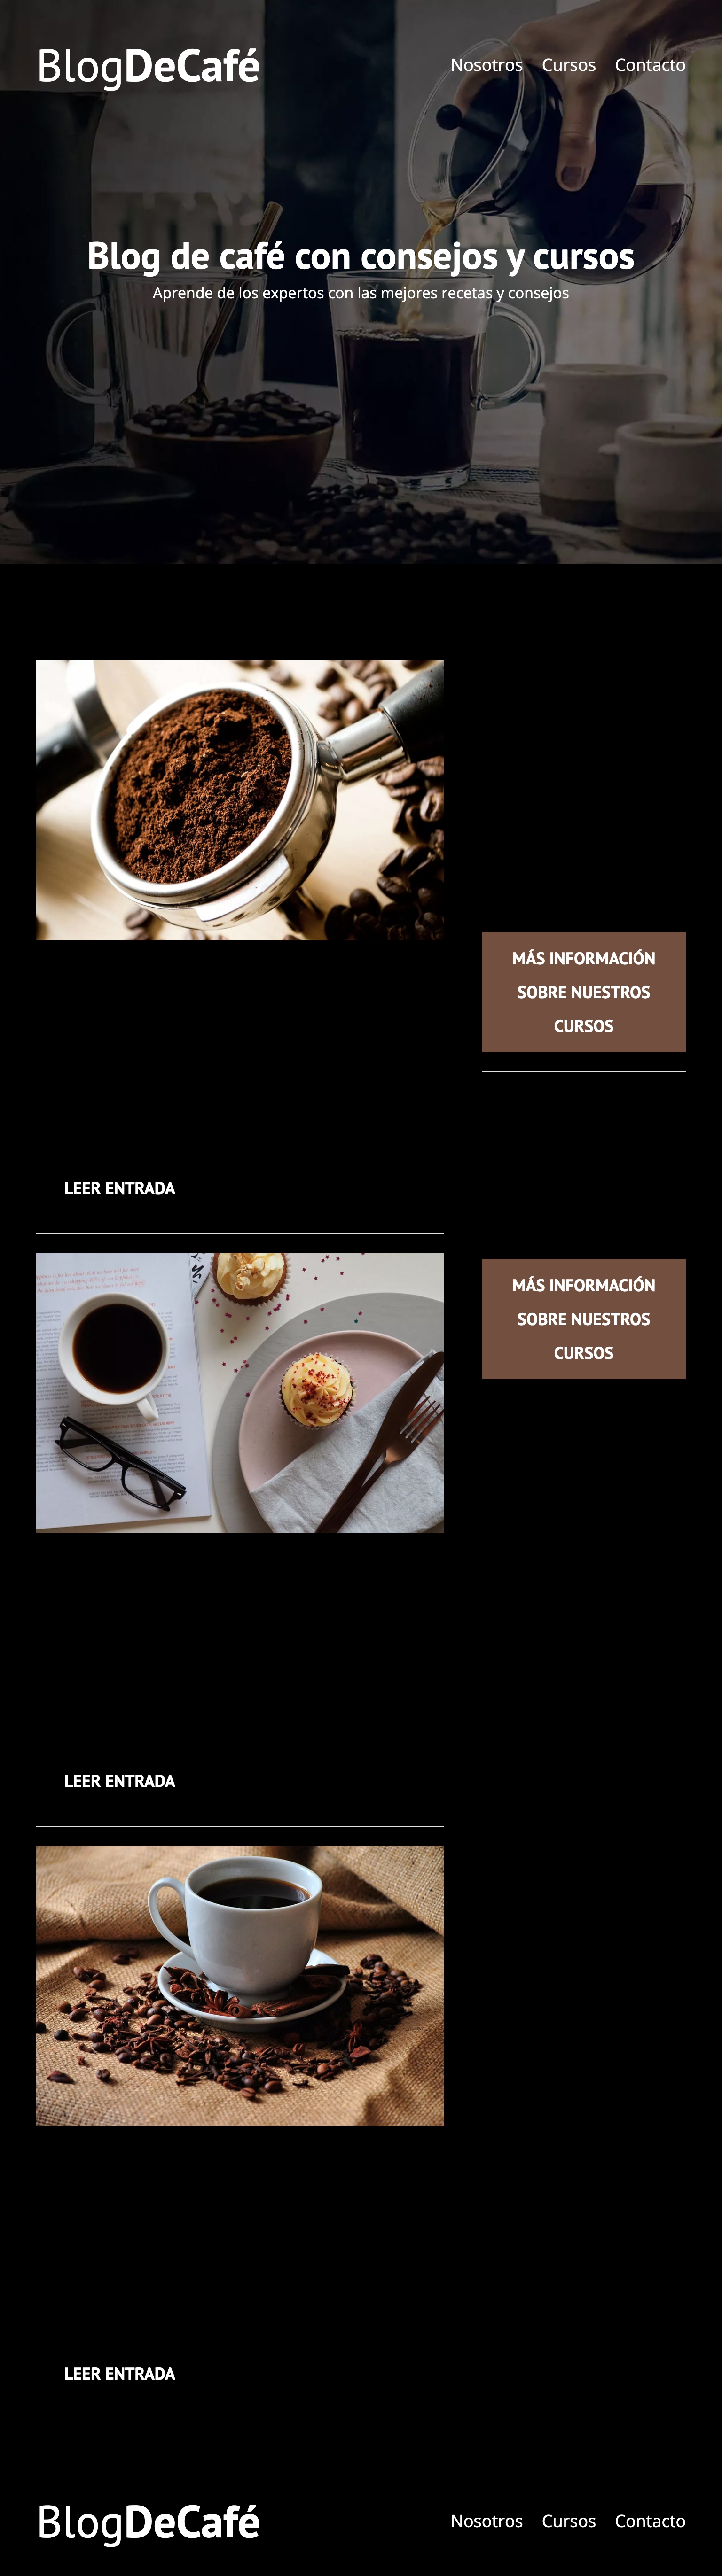 BlogDeCafé
Nosotros Cursos Contacto
Blog de café con consejos y cursos
Aprende de los expertos con las mejores recetas y consejos
LEER ENTRADA
LEER ENTRADA
LEER ENTRADA
MÁS INFORMACIÓN
SOBRE NUESTROS
CURSOS
MÁS INFORMACIÓN
SOBRE NUESTROS
CURSOS
BlogDeCafé
Nosotros Cursos Contacto